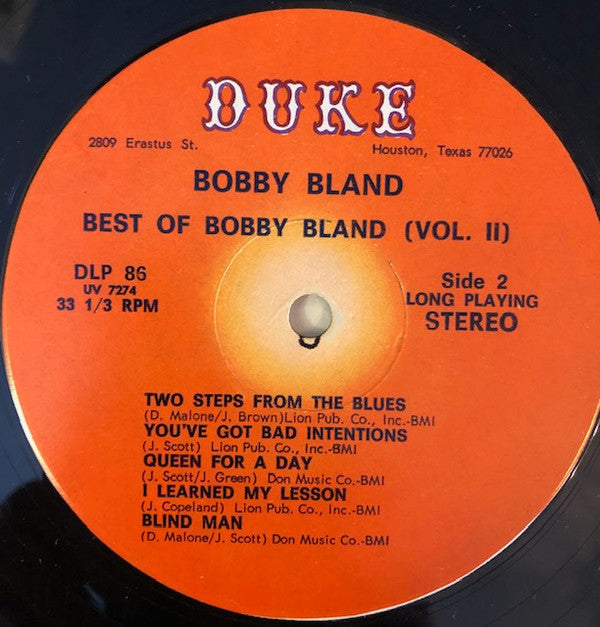 DUKE
2809 Erastus St. Houston, Texas 77026
BOBBY BLAND
BEST OF BOBBY BLAND (VOL. II)
DLP 86
UV 7274
33 1/3 RPM
Side 2
LONG PLAYING
STEREO
TWO STEPS FROM THE BLUES
(D. Malone/J. Brown)Lion Pub. Co., Inc.-BMI
YOU'VE GOT BAD INTENTIONS
(J. Scott) Lion Pub. Co., Inc.-BMI
QUEEN FOR A DAY
(J. Scott/J. Green) Don Music Co.-BMI
I LEARNED MY LESSON
(J. Copeland) Lion Pub. Co., Inc.-BMI
BLIND MAN
(D. Malone/J. Scott) Don Music Co.-BMI